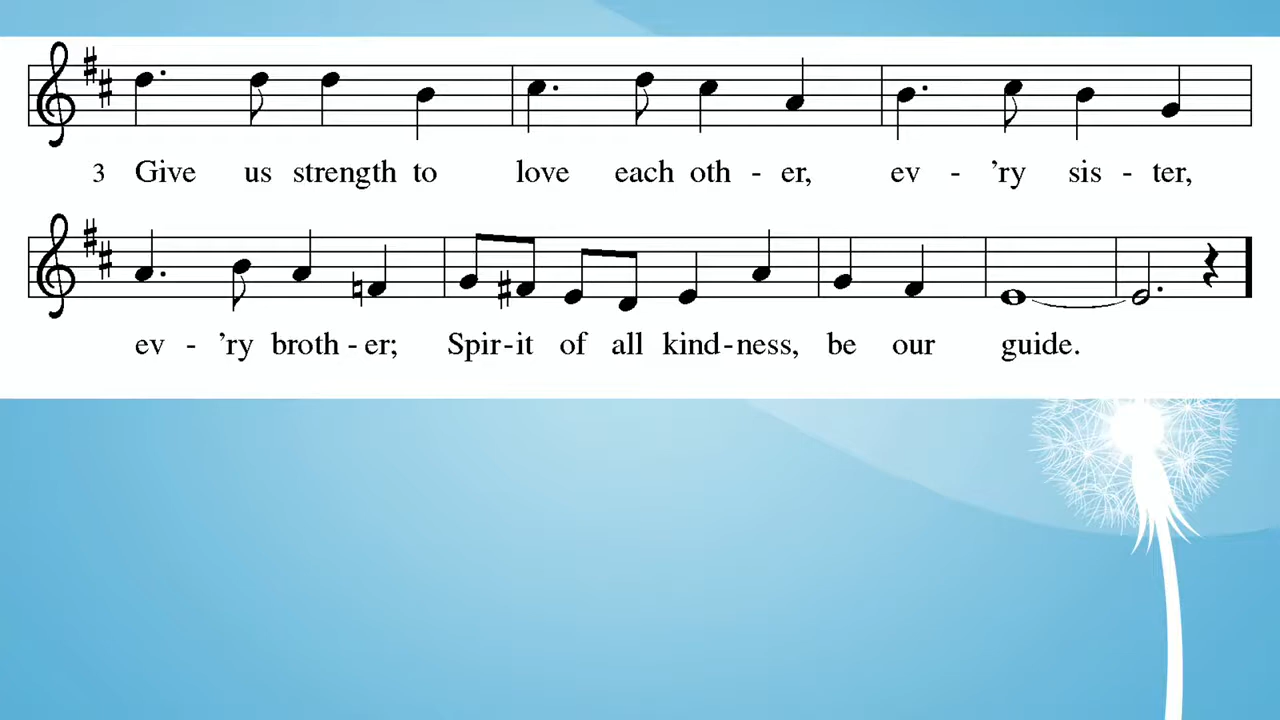 3 Give us strength to love each oth - er, ev - 'ry sis - ter,
ev - 'ry broth - er; Spir - it of all kind - ness, be our guide.